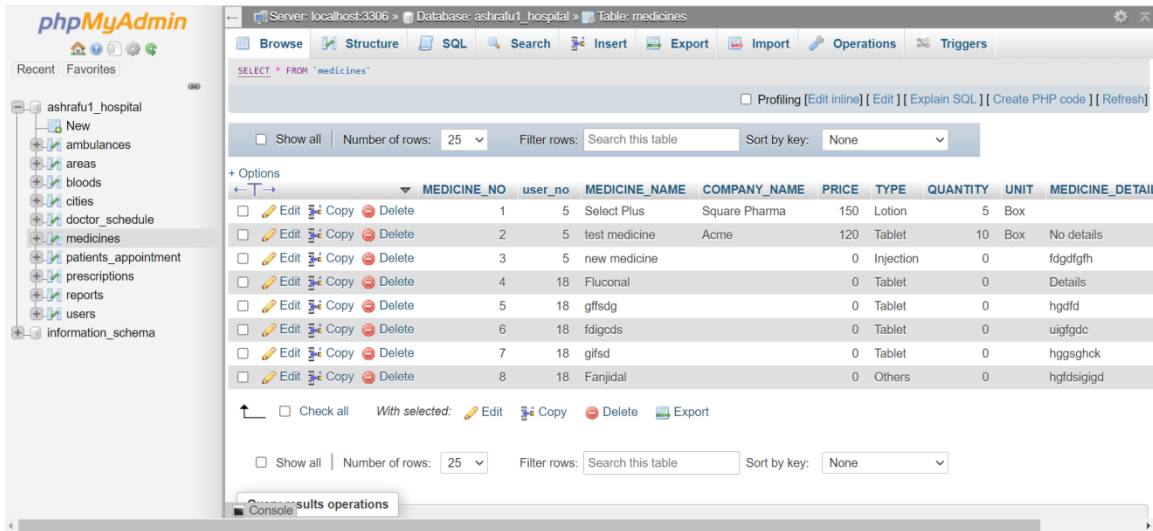 phpMyAdmin
Recent Favorites
ashrafu1_hospital
New
ambulances
areas
bloods
cities
doctor_schedule
medicines
patients_appointment
prescriptions
reports
users
information_schema
Server: localhost:3306 » Database: ashrafu1_hospital » Table: medicines
Browse Structure SQL Search Insert Export Import Operations Triggers
SELECT * FROM `medicines`
Profiling [Edit inline] [ Edit ] [ Explain SQL ] [ Create PHP code ] [ Refresh]
Show all Number of rows: 25 Filter rows: Search this table Sort by key: None
+ Options
MEDICINE_NO user_no MEDICINE_NAME COMPANY_NAME PRICE TYPE QUANTITY UNIT MEDICINE_DETAI
Edit Copy Delete 1 5 Select Plus Square Pharma 150 Lotion 5 Box
Edit Copy Delete 2 5 test medicine Acme 120 Tablet 10 Box No details
Edit Copy Delete 3 5 new medicine 0 Injection 0 fdgdfgfh
Edit Copy Delete 4 18 Fluconal 0 Tablet 0 Details
Edit Copy Delete 5 18 gffsdg 0 Tablet 0 hgdfd
Edit Copy Delete 6 18 fdigcds 0 Tablet 0 uigfgdc
Edit Copy Delete 7 18 gifsd 0 Tablet 0 hggsghck
Edit Copy Delete 8 18 Fanjidal 0 Others 0 hgfdsigigd
Check all With selected: Edit Copy Delete Export
Show all Number of rows: 25 Filter rows: Search this table Sort by key: None
Query results operations
Console